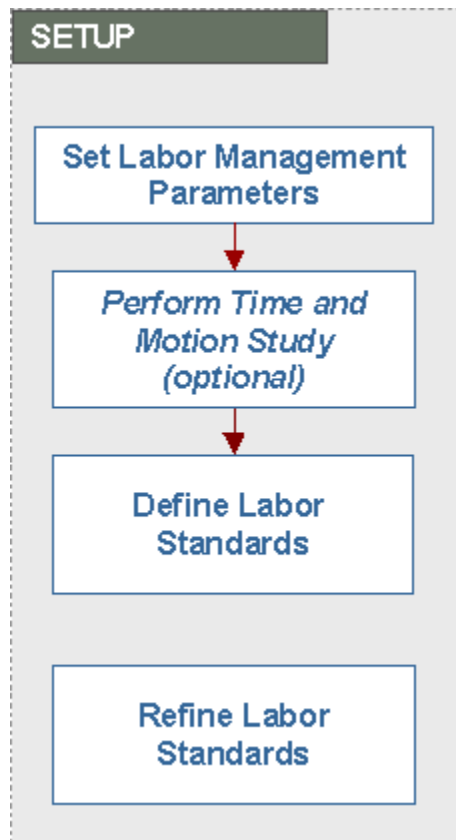 SETUP
Set Labor Management
Parameters
Perform Time and
Motion Study
(optional)
Define Labor
Standards
Refine Labor
Standards